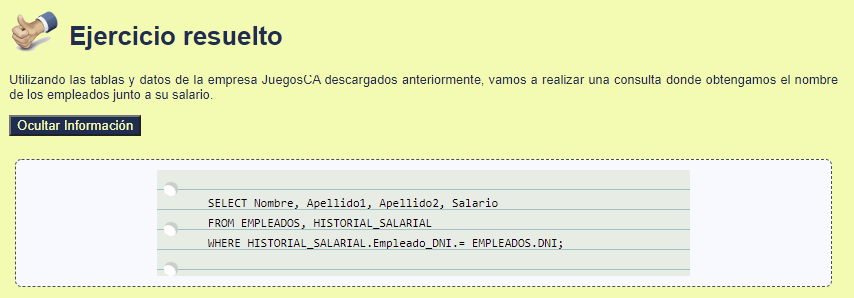 Ejercicio resuelto
Utilizando las tablas y datos de la empresa JuegosCA descargados anteriormente, vamos a realizar una consulta donde obtengamos el nombre
de los empleados junto a su salario.
Ocultar Información
SELECT Nombre, Apellido1, Apellido2, Salario
FROM EMPLEADOS, HISTORIAL_SALARIAL
WHERE HISTORIAL_SALARIAL.Empleado_DNI.= EMPLEADOS.DNI;